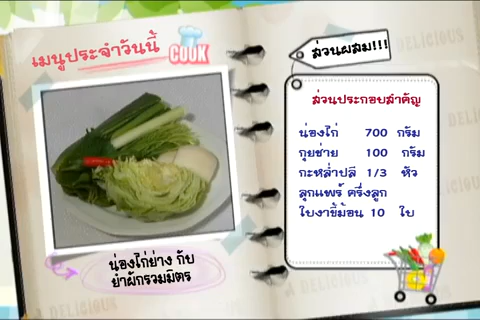 เมนูประจำวันนี้
COOK
น่องไก่ย่าง กับ
ยำผักรวมมิตร
ส่วนผสม!!!
ส่วนประกอบสำคัญ
น่องไก่ 700 กรัม
กุยช่าย 100 กรัม
กะหล่ำปลี 1/3 หัว
ลูกแพร์ ครึ่งลูก
ใบงาขี้ม้อน 10 ใบ
DELICIOUS
DELICIOUS